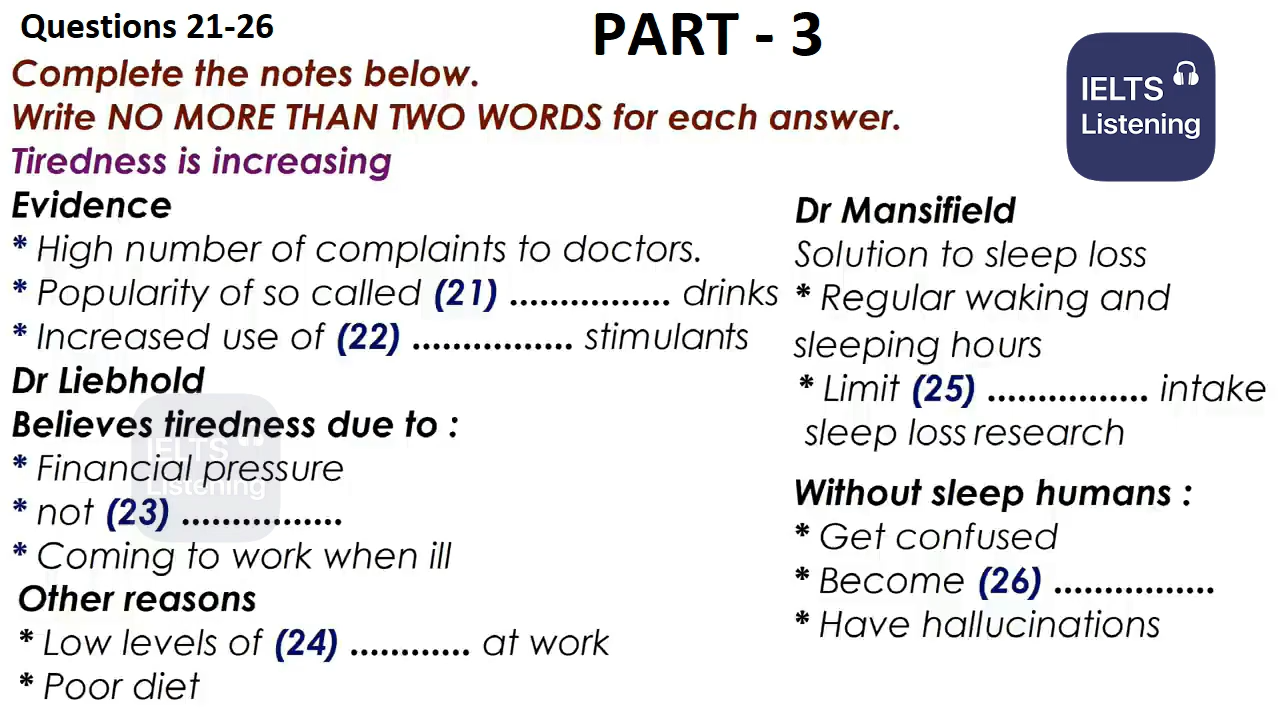 Questions 21-26
PART - 3
IELTS
Listening
Complete the notes below.
Write NO MORE THAN TWO WORDS for each answer.
Tiredness is increasing
Evidence
* High number of complaints to doctors.
* Popularity of so called (21) ................ drinks
* Increased use of (22) ................ stimulants
Dr Liebhold
Believes tiredness due to :
* Financial pressure
* not (23) ................
* Coming to work when ill
Other reasons
* Low levels of (24) ............ at work
* Poor diet
IELTS
Listening
Dr Mansifield
Solution to sleep loss
* Regular waking and
sleeping hours
* Limit (25) ................ intake
sleep loss research
Without sleep humans :
* Get confused
* Become (26) ................
* Have hallucinations